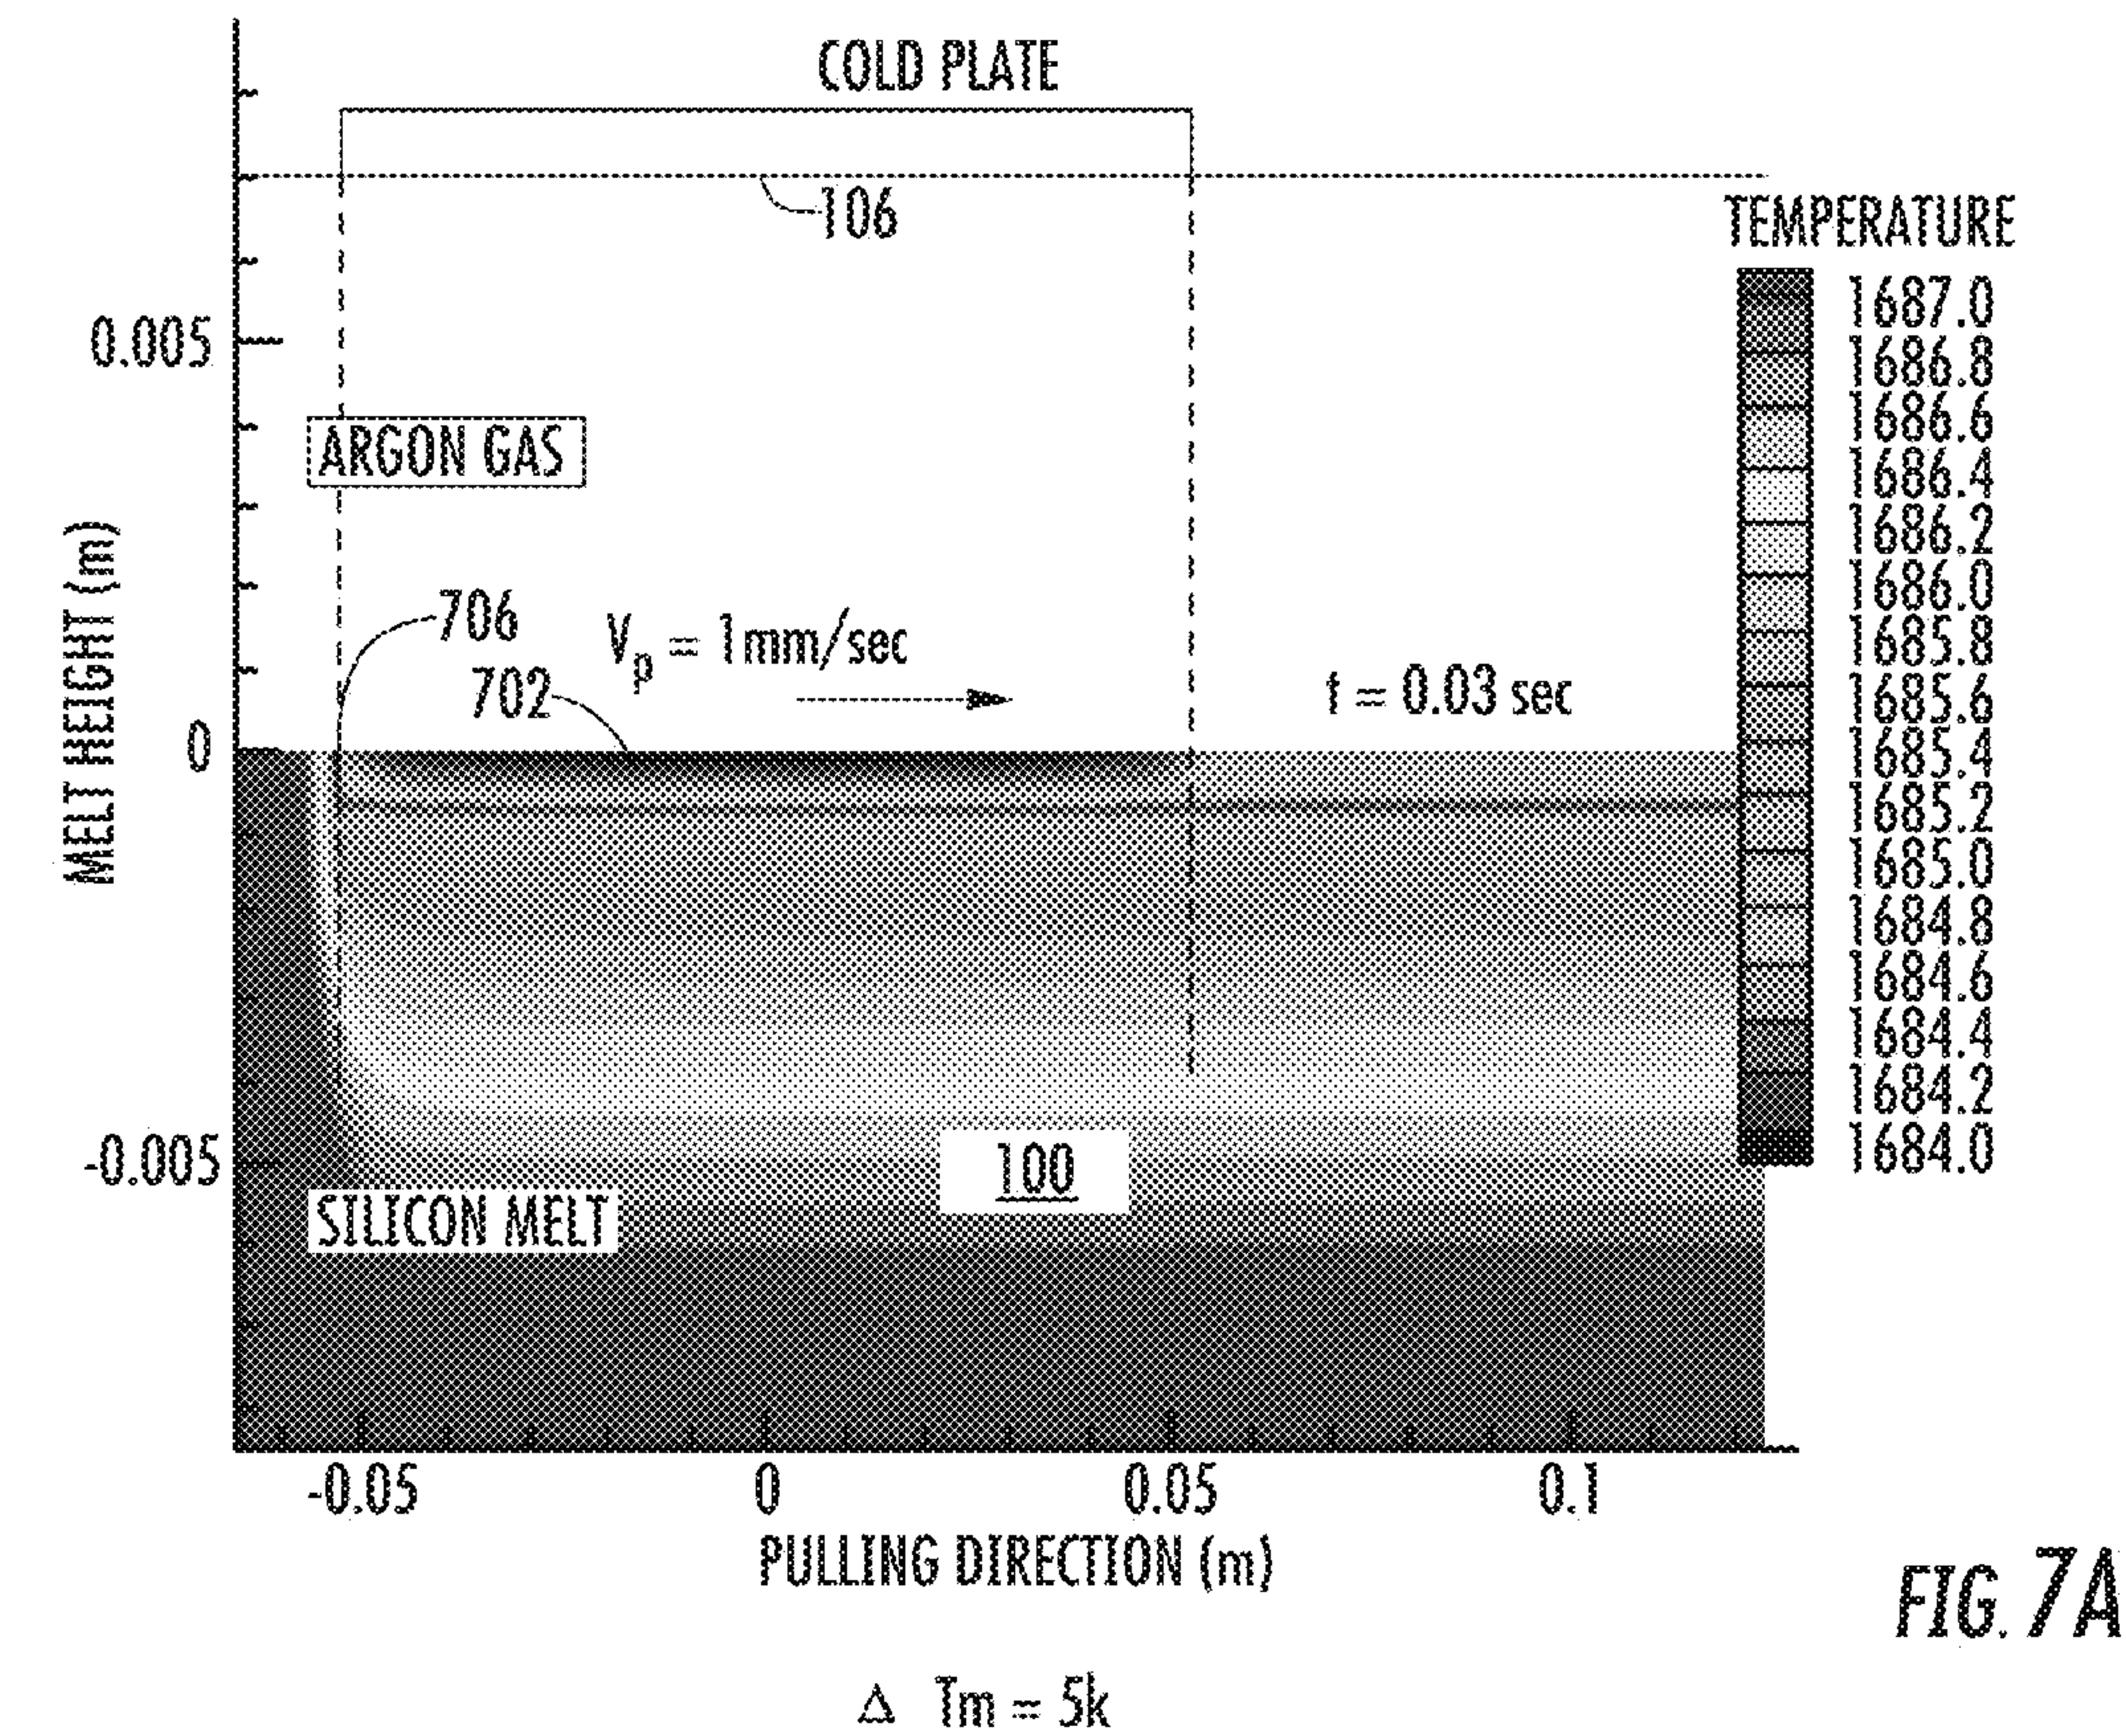 COLD PLATE
106
TEMPERATURE
1687.0
1686.8
1686.6
1686.4
1686.2
1686.0
1685.8
1685.6
1685.4
1685.2
1685.0
1684.8
1684.6
1684.4
1684.2
1684.0
0.005
0
-0.005
MELT HEIGHT (m)
ARGON GAS
706
702
Vp = 1mm/sec
t = 0.03 sec
100
SILICON MELT
-0.05 0 0.05 0.1
PULLING DIRECTION (m)
FIG. 7A
Δ Tm = 5k